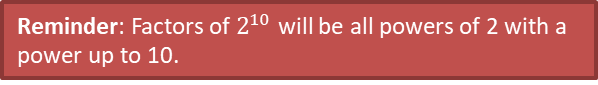 Reminder: Factors of 2¹⁰ will be all powers of 2 with a
power up to 10.